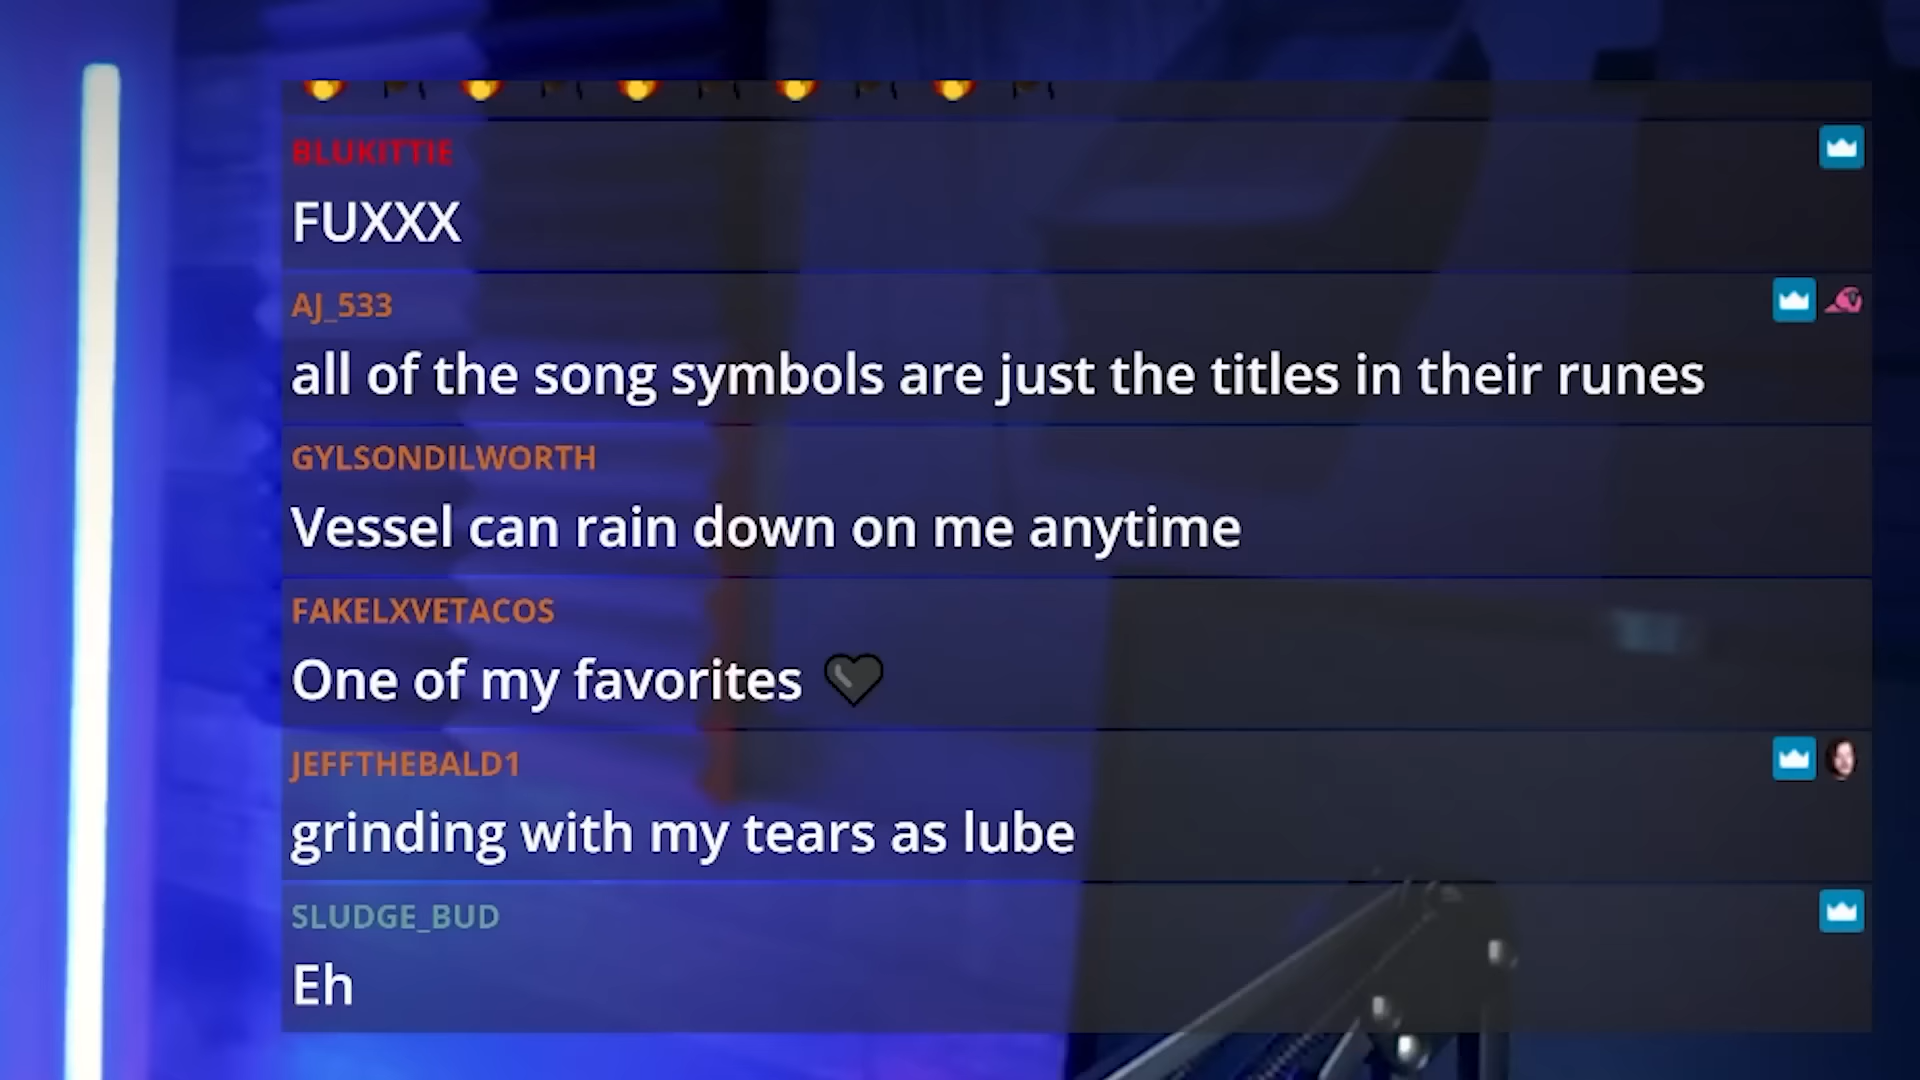 BLUKITTIE
FUXXX
AJ_533
all of the song symbols are just the titles in their runes
GYLSONDILWORTH
Vessel can rain down on me anytime
FAKELXVETACOS
One of my favorites 🖤
JEFFTHEBALD1
grinding with my tears as lube
SLUDGE_BUD
Eh